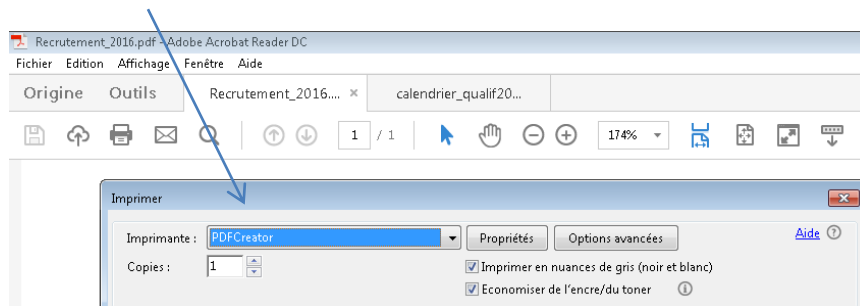 Recrutement_2016.pdf - Adobe Acrobat Reader DC
Fichier Edition Affichage Fenêtre Aide
Origine Outils Recrutement_2016.... × calendrier_qualif20...
1 / 1 174%
Imprimer
Imprimante : PDFCreator Propriétés Options avancées Aide
Copies : 1 Imprimer en nuances de gris (noir et blanc)
Economiser de l'encre/du toner